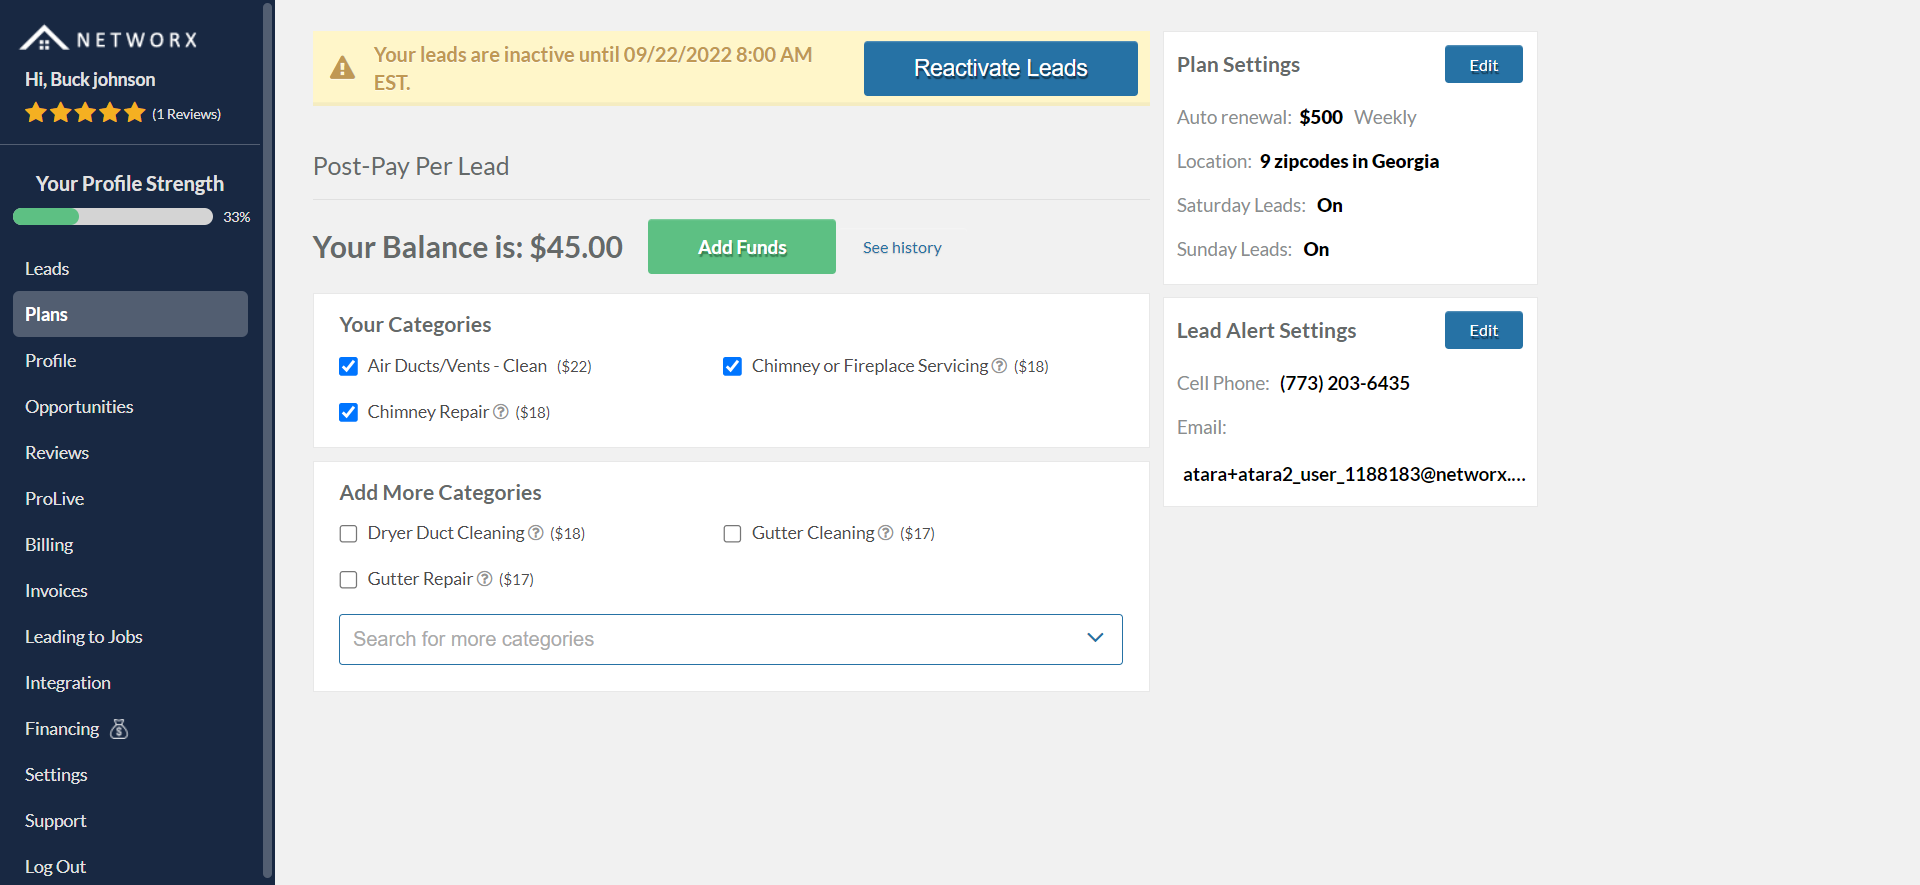 NETWORX
Hi, Buck johnson
(1 Reviews)
Your Profile Strength
33%
Leads
Plans
Profile
Opportunities
Reviews
ProLive
Billing
Invoices
Leading to Jobs
Integration
Financing
Settings
Support
Log Out
Your leads are inactive until 09/22/2022 8:00 AM
EST.
Reactivate Leads
Post-Pay Per Lead
Your Balance is: $45.00
Add Funds
See history
Your Categories
Air Ducts/Vents - Clean ($22)
Chimney or Fireplace Servicing ? ($18)
Chimney Repair ? ($18)
Add More Categories
Dryer Duct Cleaning ? ($18)
Gutter Cleaning ? ($17)
Gutter Repair ? ($17)
Search for more categories
Plan Settings
Edit
Auto renewal: $500 Weekly
Location: 9 zipcodes in Georgia
Saturday Leads: On
Sunday Leads: On
Lead Alert Settings
Edit
Cell Phone: (773) 203-6435
Email:
atara+atara2_user_1188183@networx....